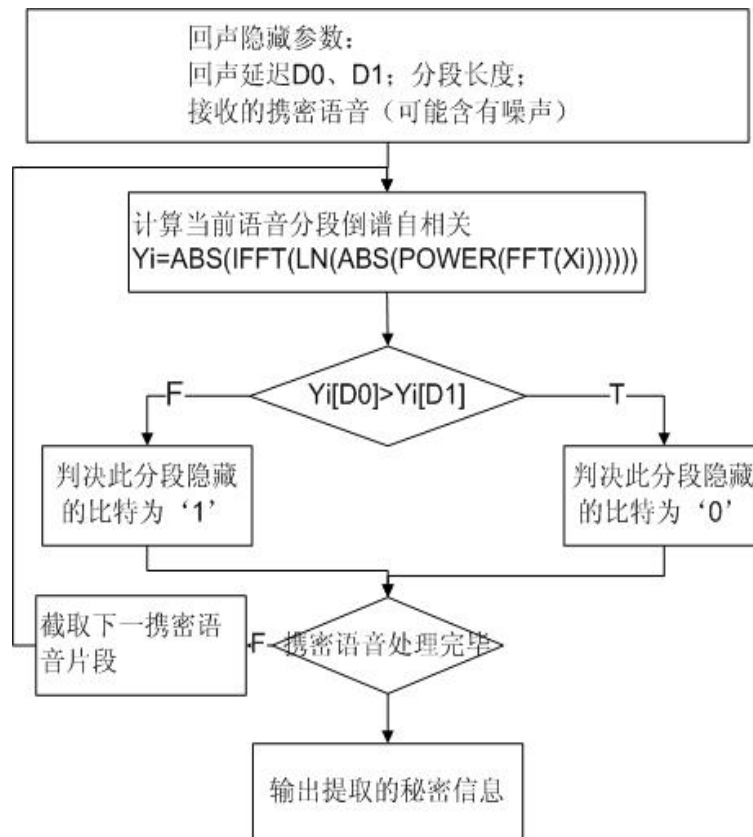 回声隐藏参数：
回声延迟D0、D1；分段长度；
接收的携密语音（可能含有噪声）
计算当前语音分段倒谱自相关
Yi=ABS(IFFT(LN(ABS(POWER(FFT(Xi))))))
Yi[D0]>Yi[D1]
F
T
判决此分段隐藏
的比特为‘1’
判决此分段隐藏
的比特为‘0’
截取下一携密语
音片段
F
携密语音处理完毕
输出提取的秘密信息